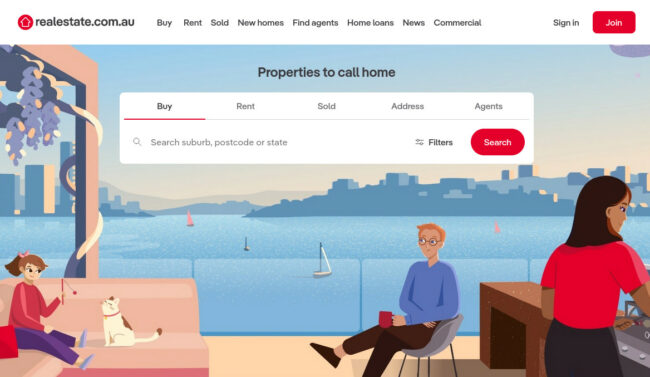 realestate.com.au Buy Rent Sold New homes Find agents Home loans News Commercial Sign in Join
Properties to call home
Buy Rent Sold Address Agents
Search suburb, postcode or state Filters Search